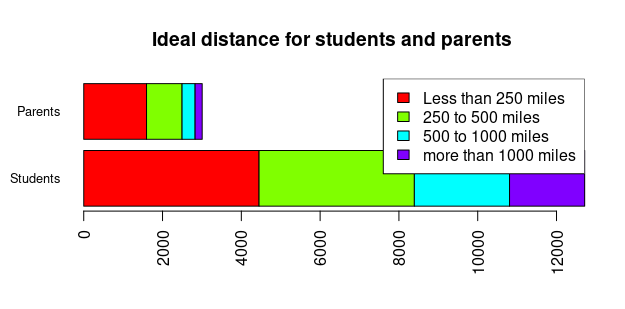 Ideal distance for students and parents
Parents
Less than 250 miles
250 to 500 miles
500 to 1000 miles
more than 1000 miles
Students
0
2000
4000
6000
8000
10000
12000